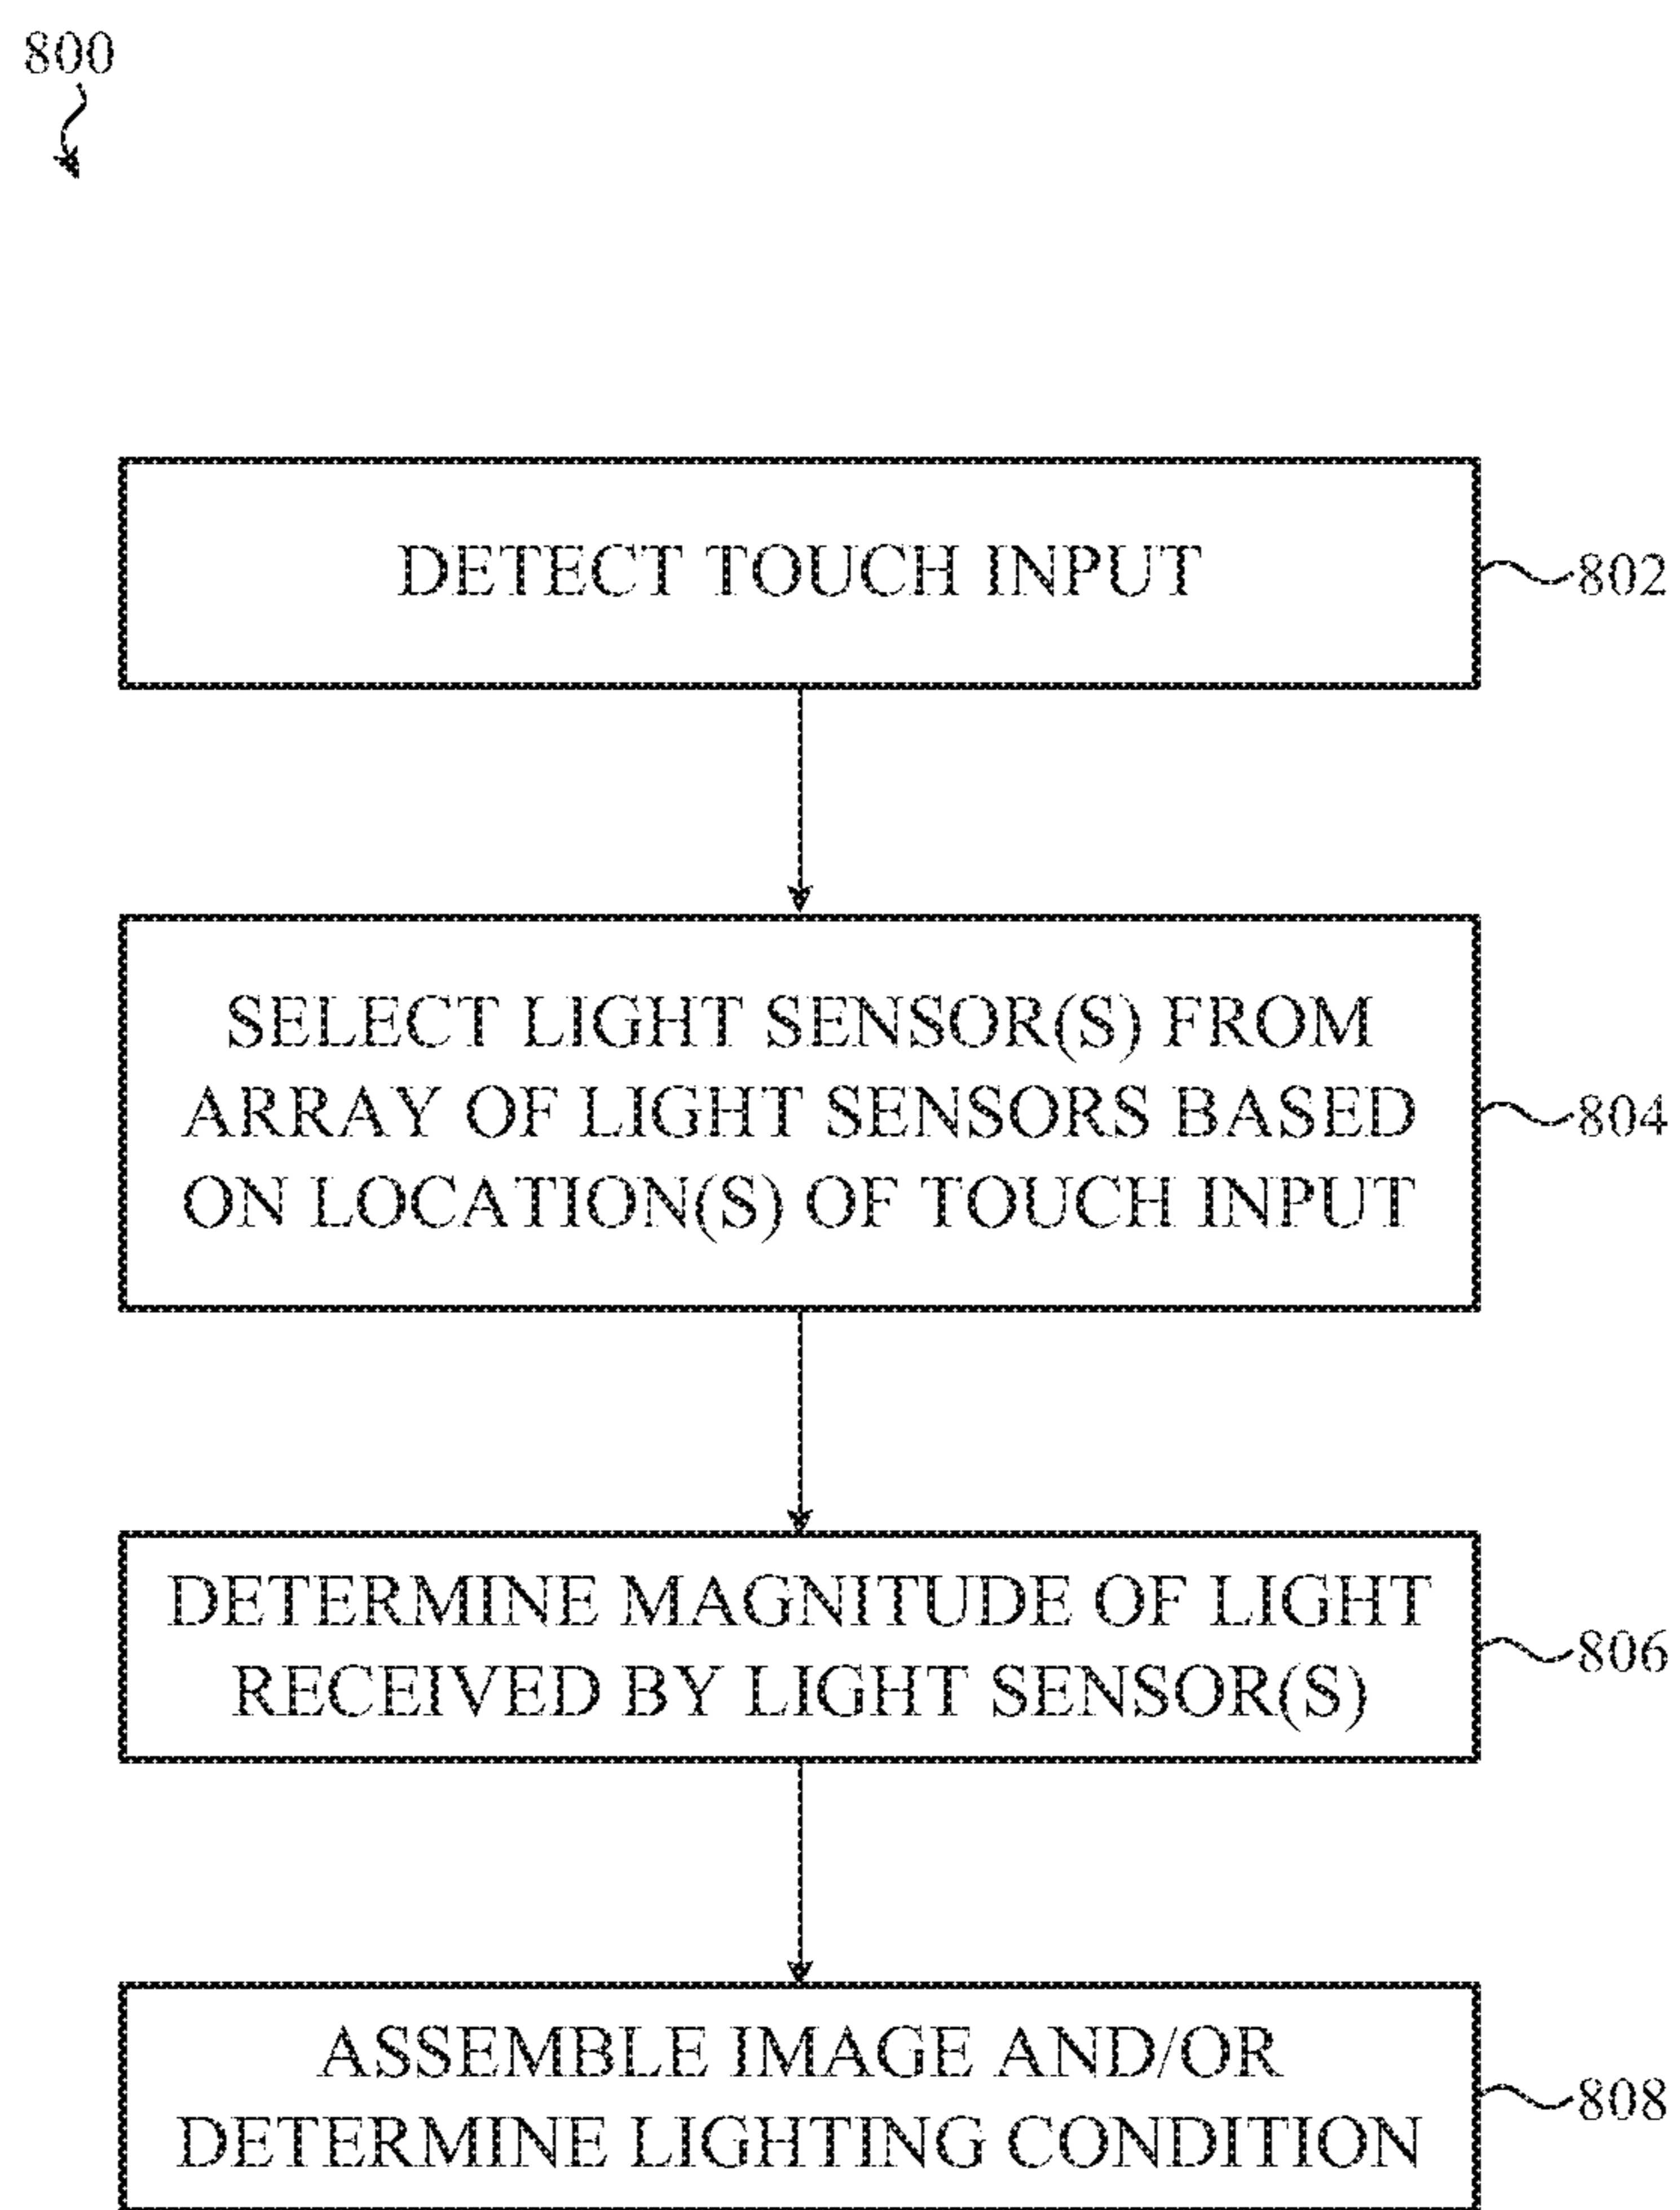 800
DETECT TOUCH INPUT
802
SELECT LIGHT SENSOR(S) FROM
ARRAY OF LIGHT SENSORS BASED
ON LOCATION(S) OF TOUCH INPUT
804
DETERMINE MAGNITUDE OF LIGHT
RECEIVED BY LIGHT SENSOR(S)
806
ASSEMBLE IMAGE AND/OR
DETERMINE LIGHTING CONDITION
808